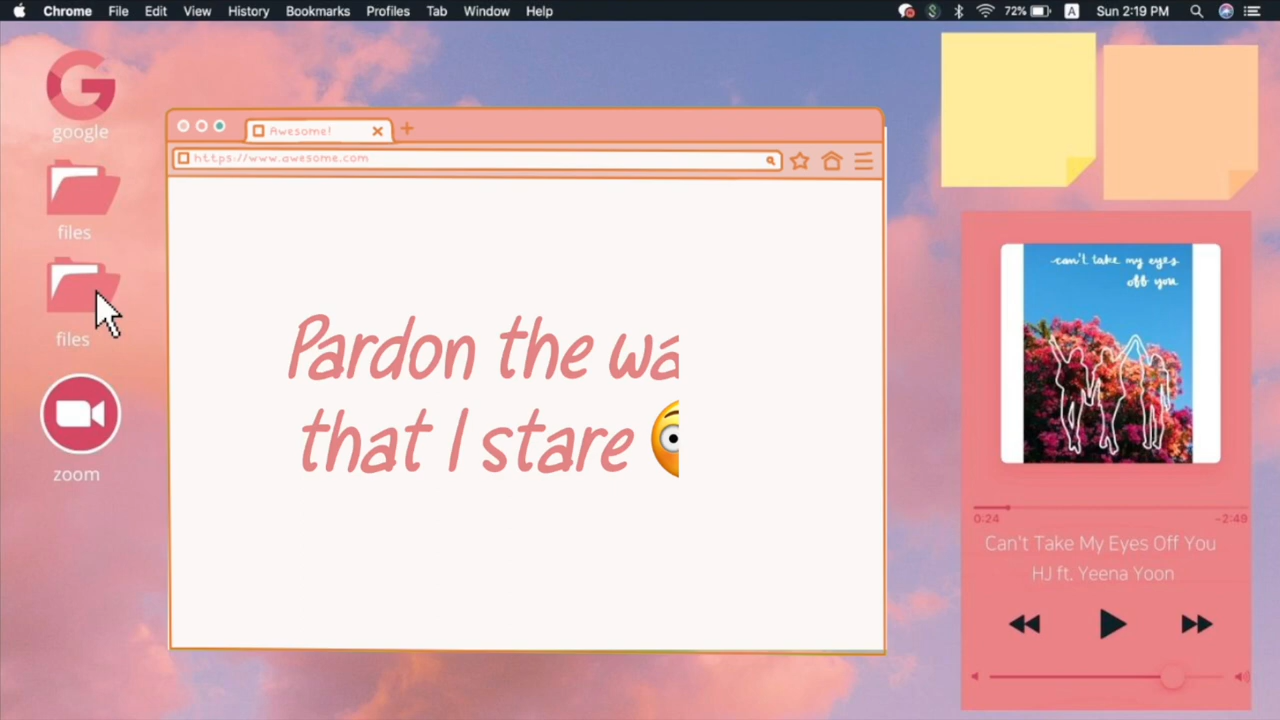 Chrome File Edit View History Bookmarks Profiles Tab Window Help
72% A Sun 2:19 PM
google
files
files
zoom
Awesome!
https://www.awesome.com
Pardon the wa
that I stare 😳
can't take my eyes
off you
0:24 -2:49
Can't Take My Eyes Off You
HJ ft. Yeena Yoon